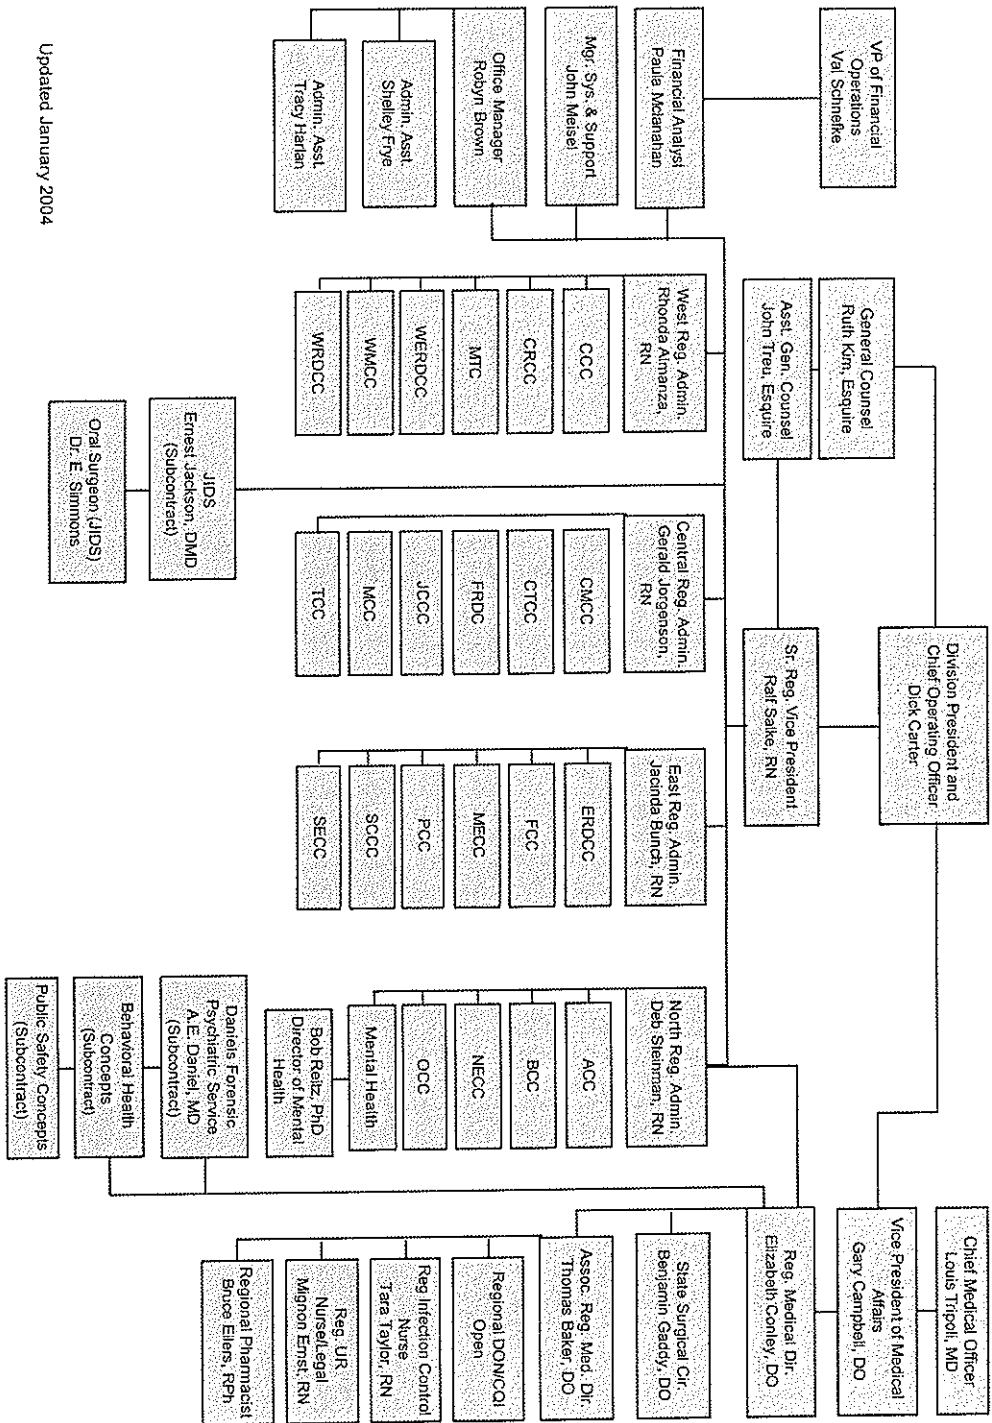 Division President and
Chief Operating Officer
Dick Carter
Chief Medical Officer
Louis Tripoli, MD
Vice President of Medical
Affairs
Gary Campbell, DO
VP of Financial
Operations
Val Schnefke
General Counsel
Ruth Kim, Esquire
Asst. Gen. Counsel
John Treu, Esquire
Sr. Reg. Vice President
Ralf Salke, RN
Reg. Medical Dir.
Elizabeth Conley, DO
Financial Analyst
Paula Mclanahan
Mgr. Sys. & Support
John Meisel
Office Manager
Robyn Brown
Admin. Asst.
Shelley Frye
Admin. Asst.
Tracy Harlan
West Reg. Admin.
Rhonda Almanza,
RN
CCC
CRCC
MTC
WERDCC
WMCC
WRDCC
JIDS
Ernest Jackson, DMD
(Subcontract)
Oral Surgeon (JIDS)
Dr. E. Simmons
Central Reg. Admin.
Gerald Jorgenson,
RN
CMCC
CTCC
FRDC
JCCC
MCC
TCC
East Reg. Admin.
Jacinda Bunch, RN
ERDCC
FCC
MECC
PCC
SCCC
SECC
North Reg. Admin.
Deb Steinman, RN
ACC
BCC
NECC
OCC
Mental Health
Bob Reitz, PhD
Director of Mental
Health
Daniels Forensic
Psychiatric Service
A.E. Daniel, MD
(Subcontract)
Behavioral Health
Concepts
(Subcontract)
Public Safety Concepts
(Subcontract)
State Surgical Cir.
Benjamin Gaddy, DO
Assoc. Reg. Med. Dir.
Thomas Baker, DO
Regional DON/CQI
Open
Reg Infection Control
Nurse
Tara Taylor, RN
Reg. UR
Nurse/Legal
Mignon Ernst, RN
Regional Pharmacist
Bruce Ellers, RPh
Updated January 2004